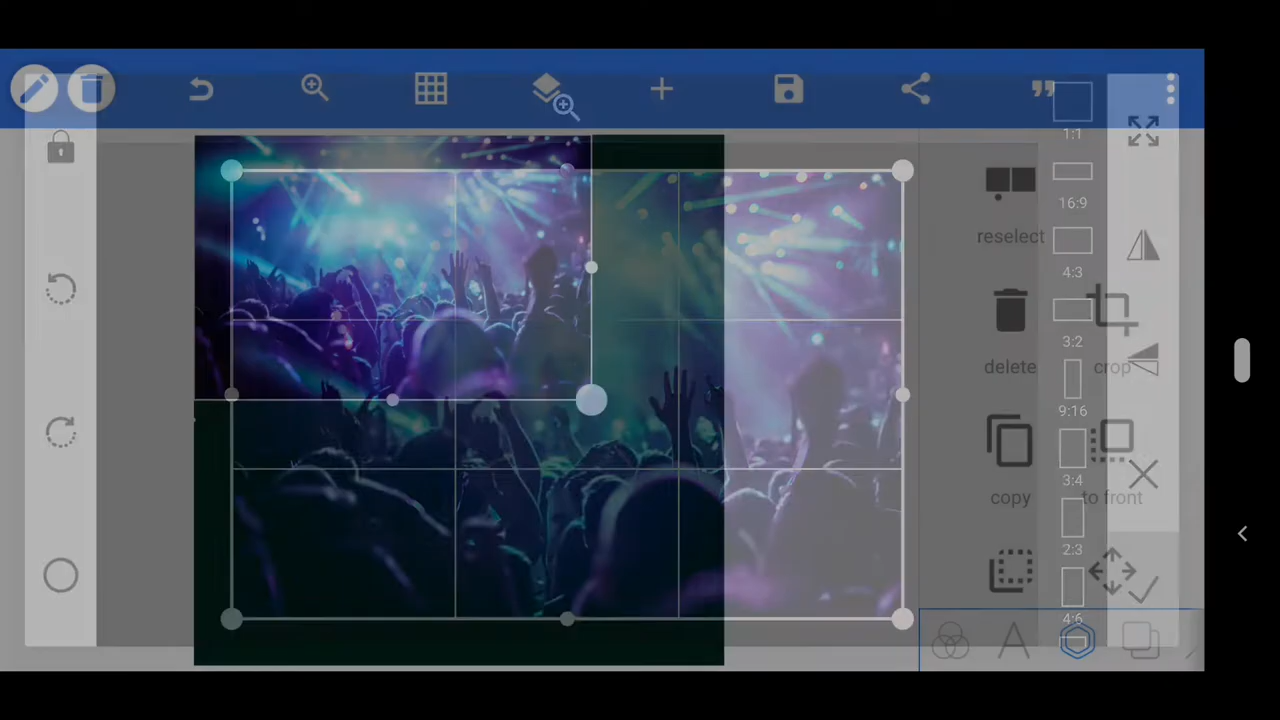 1:1
16:9
reselect
4:3
3:2
delete
crop
9:16
3:4
copy
to front
2:3
4:6